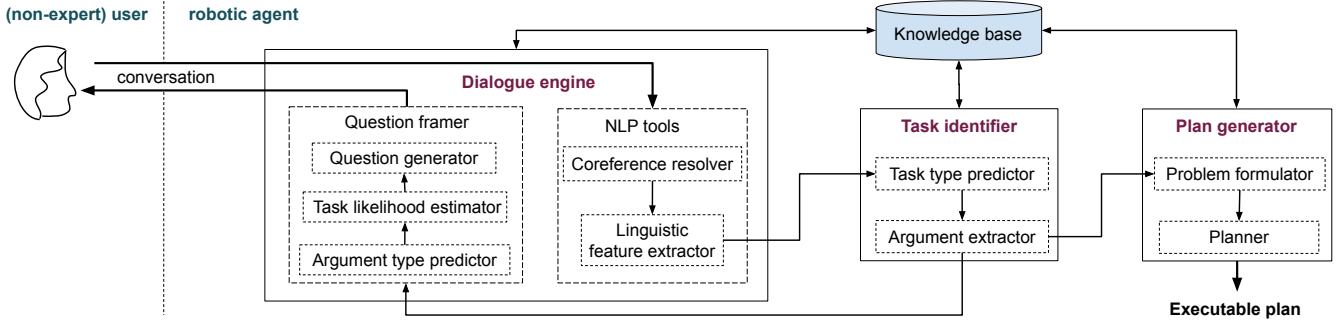 (non-expert) user
robotic agent
Knowledge base
conversation
Dialogue engine
Question framer
Question generator
Task likelihood estimator
Argument type predictor
NLP tools
Coreference resolver
Linguistic
feature extractor
Task identifier
Task type predictor
Argument extractor
Plan generator
Problem formulator
Planner
Executable plan